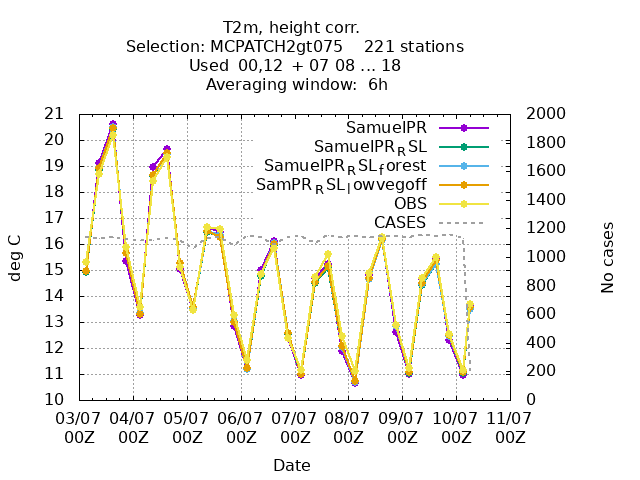 T2m, height corr.
Selection: MCPATCH2gt075 221 stations
Used 00,12 + 07 08 ... 18
Averaging window: 6h
21
20
19
18
17
16
15
14
13
12
11
10
deg C
2000
1800
1600
1400
1200
1000
800
600
400
200
0
No cases
SamuelPR
SamuelPR_RSL
SamuelPR_RSL_forest
SamPR_RSL_lowvegoff
OBS
CASES
03/07 04/07 05/07 06/07 07/07 08/07 09/07 10/07 11/07
00Z 00Z 00Z 00Z 00Z 00Z 00Z 00Z 00Z
Date